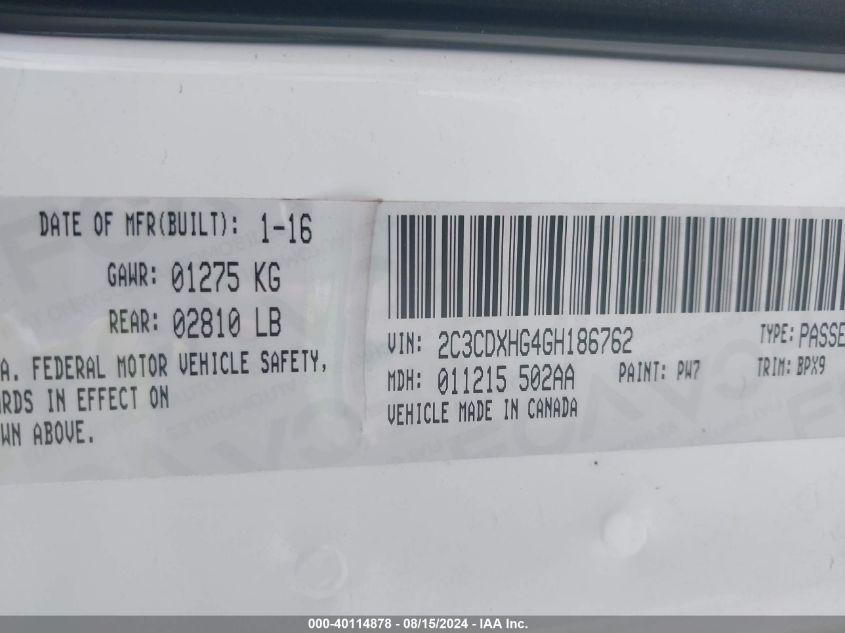 DATE OF MFR(BUILT): 1-16
GAWR: 01275 KG
REAR: 02810 LB
A. FEDERAL MOTOR VEHICLE SAFETY,
RDS IN EFFECT ON
WN ABOVE.
VIN: 2C3CDXHG4GH186762
TYPE: PASSE
MDH: 011215 502AA
PAINT: PW7
TRIM: BPX9
VEHICLE MADE IN CANADA
000-40114878 - 08/15/2024 - IAA Inc.